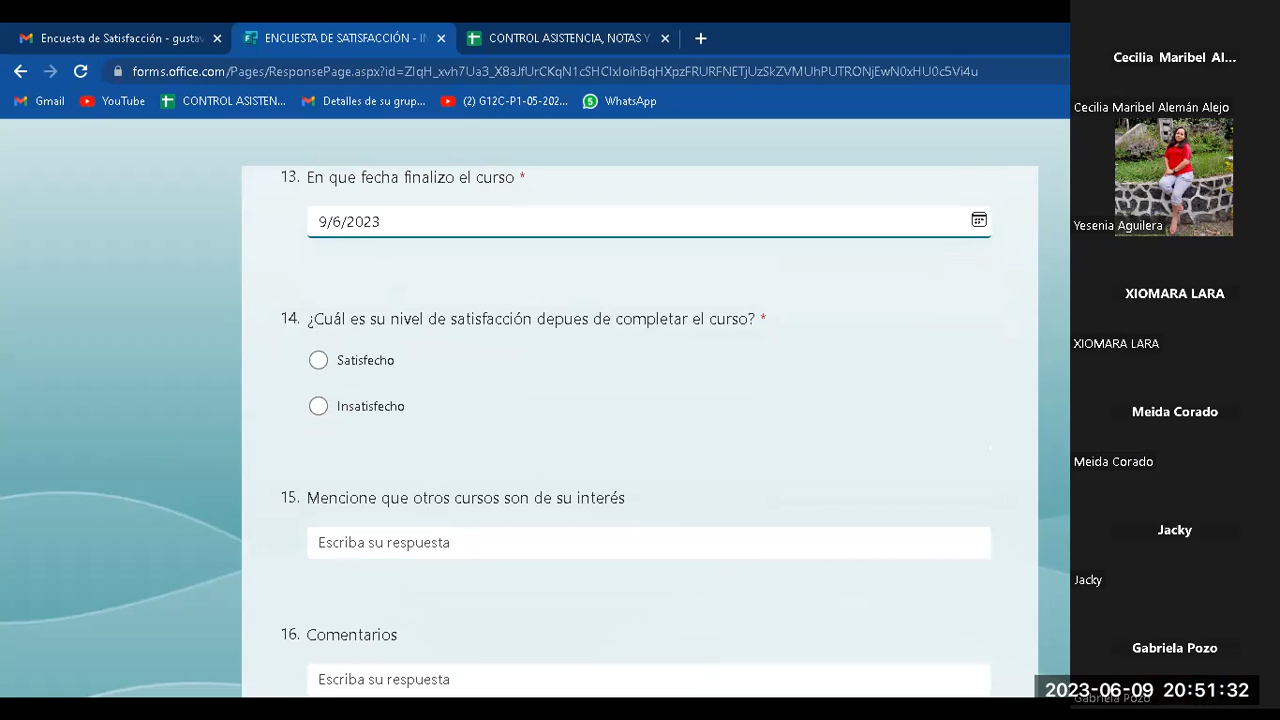 Encuesta de Satisfacción - gustav
ENCUESTA DE SATISFACCIÓN - IN
CONTROL ASISTENCIA, NOTAS Y
forms.office.com/Pages/ResponsePage.aspx?id=
Gmail
YouTube
CONTROL ASISTEN...
Detalles de su grup...
(2) G12C-P1-05-202...
WhatsApp
13. En que fecha finalizo el curso *
9/6/2023
14. ¿Cuál es su nivel de satisfacción depues de completar el curso? *
Satisfecho
Insatisfecho
15. Mencione que otros cursos son de su interés
Escriba su respuesta
16. Comentarios
Escriba su respuesta
Cecilia Maribel Al...
Cecilia Maribel Alemán Alejo
Yesenia Aguilera
XIOMARA LARA
XIOMARA LARA
Meida Corado
Meida Corado
Jacky
Jacky
Gabriela Pozo
2023-06-09 20:51:32
Gabriela Pozo